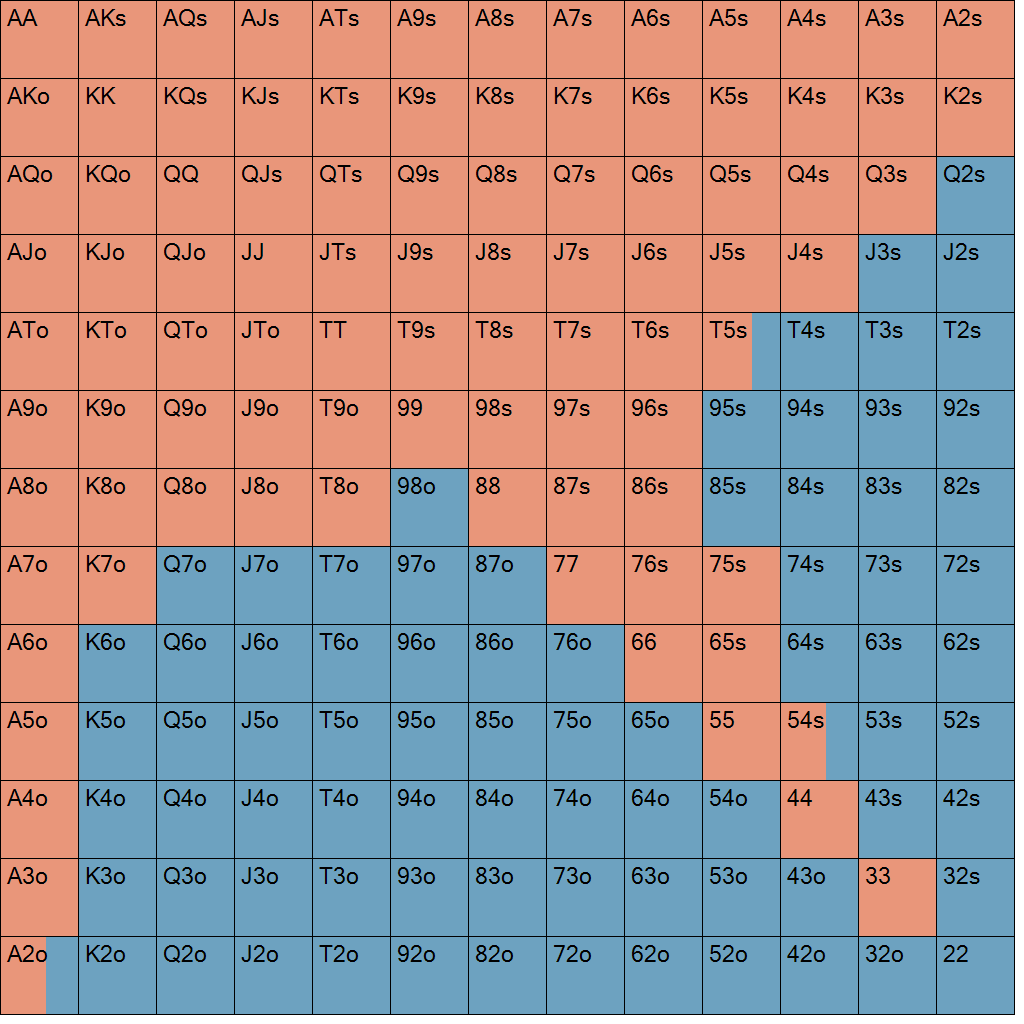 AA AKs AQs AJs ATs A9s A8s A7s A6s A5s A4s A3s A2s
AKo KK KQs KJs KTs K9s K8s K7s K6s K5s K4s K3s K2s
AQo KQo QQ QJs QTs Q9s Q8s Q7s Q6s Q5s Q4s Q3s Q2s
AJo KJo QJo JJ JTs J9s J8s J7s J6s J5s J4s J3s J2s
ATo KTo QTo JTo TT T9s T8s T7s T6s T5s T4s T3s T2s
A9o K9o Q9o J9o T9o 99 98s 97s 96s 95s 94s 93s 92s
A8o K8o Q8o J8o T8o 98o 88 87s 86s 85s 84s 83s 82s
A7o K7o Q7o J7o T7o 97o 87o 77 76s 75s 74s 73s 72s
A6o K6o Q6o J6o T6o 96o 86o 76o 66 65s 64s 63s 62s
A5o K5o Q5o J5o T5o 95o 85o 75o 65o 55 54s 53s 52s
A4o K4o Q4o J4o T4o 94o 84o 74o 64o 54o 44 43s 42s
A3o K3o Q3o J3o T3o 93o 83o 73o 63o 53o 43o 33 32s
A2o K2o Q2o J2o T2o 92o 82o 72o 62o 52o 42o 32o 22